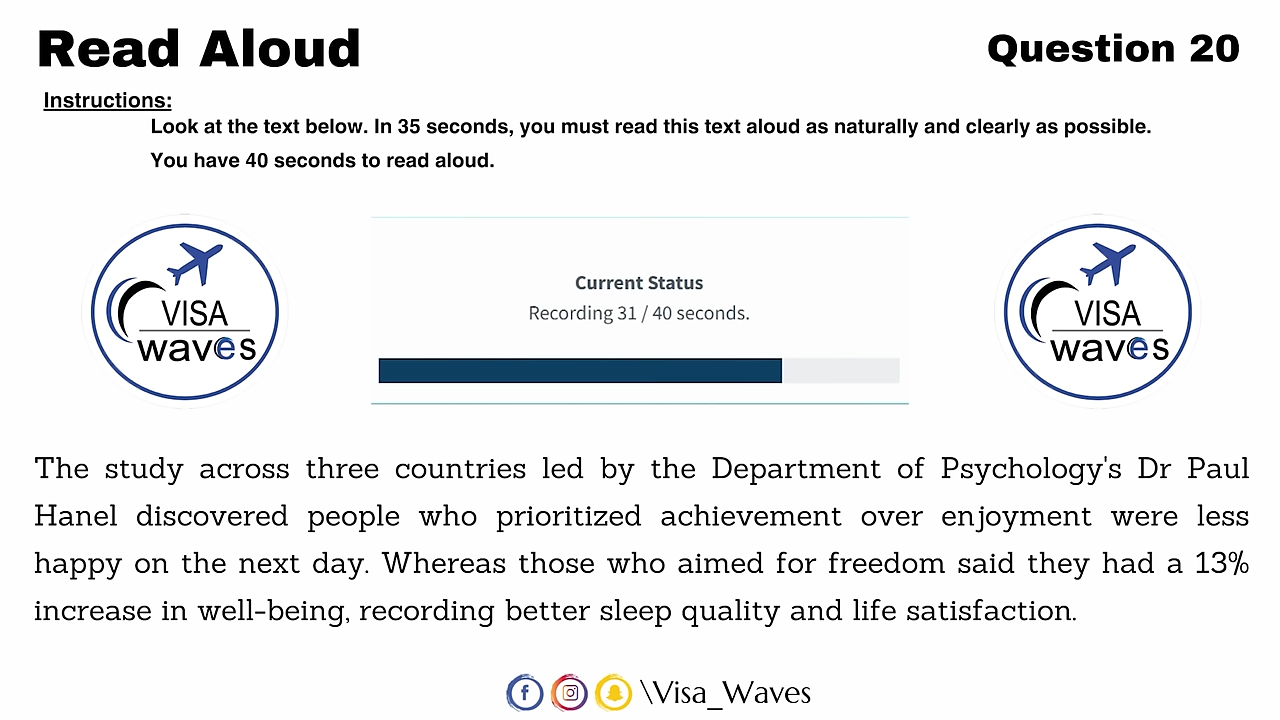 Read Aloud
Question 20
Instructions:
Look at the text below. In 35 seconds, you must read this text aloud as naturally and clearly as possible.
You have 40 seconds to read aloud.
VISA
waves
Current Status
Recording 31 / 40 seconds.
VISA
waves
The study across three countries led by the Department of Psychology's Dr Paul
Hanel discovered people who prioritized achievement over enjoyment were less
happy on the next day. Whereas those who aimed for freedom said they had a 13%
increase in well-being, recording better sleep quality and life satisfaction.
\Visa_Waves